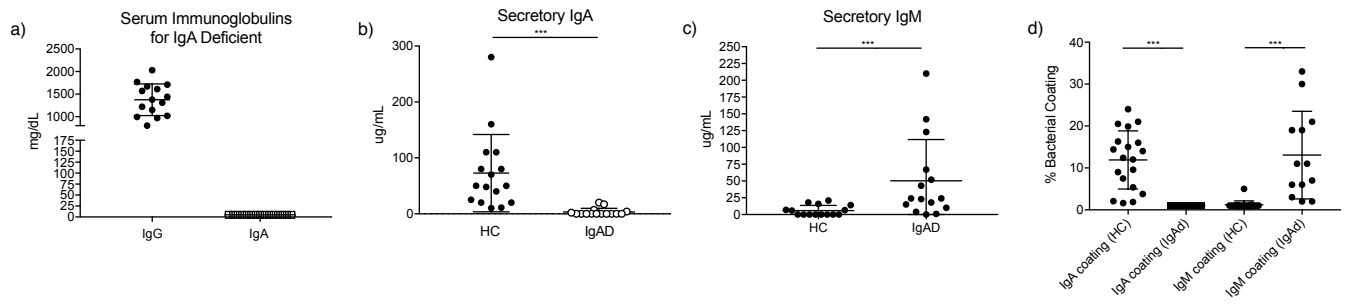 a)
Serum Immunoglobulins
for IgA Deficient
mg/dL
2500
2000
1500
1000
500
175
150
125
100
75
50
25
0
IgG
IgA
b)
Secretory IgA
***
ug/mL
300
200
100
0
HC
IgAD
c)
Secretory IgM
***
ug/mL
250
225
200
175
150
125
100
75
50
25
0
HC
IgAD
d)
% Bacterial Coating
40
30
20
10
0
***
***
IgA coating (HC)
IgA coating (IgAd)
IgM coating (HC)
IgM coating (IgAd)